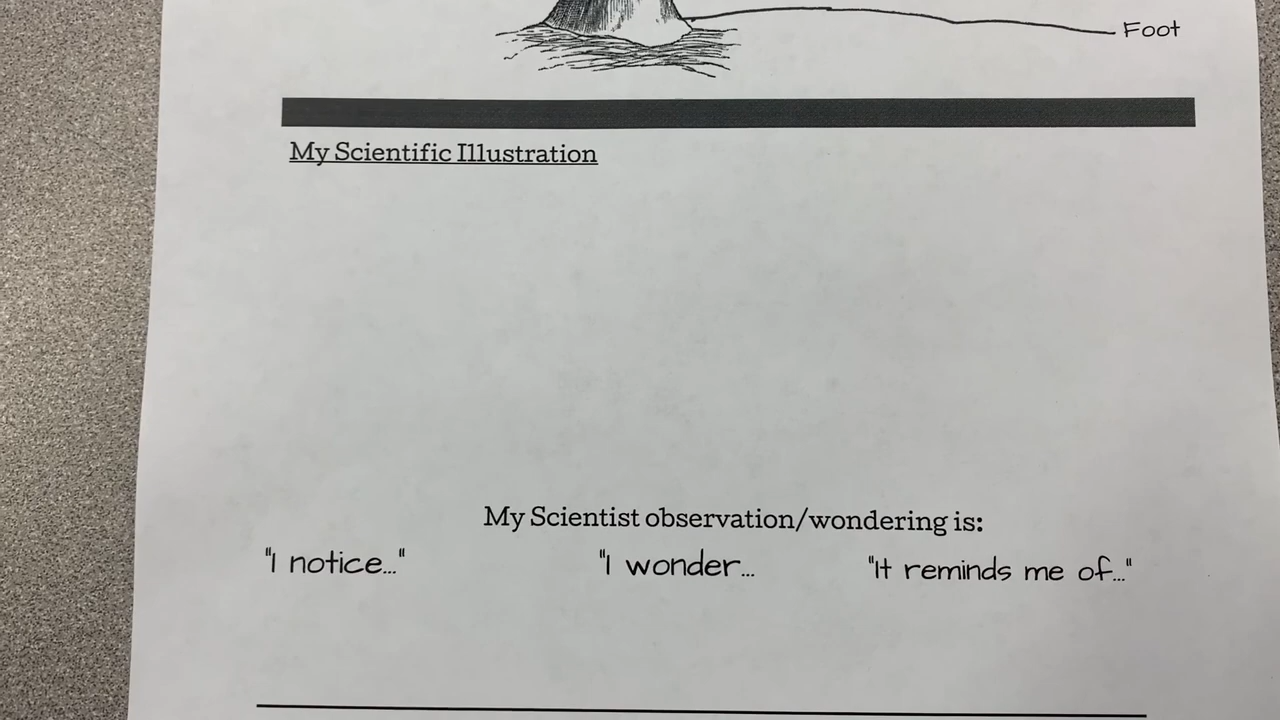 Foot
My Scientific Illustration
My Scientist observation/wondering is:
"I notice..." "I wonder... "It reminds me of..."